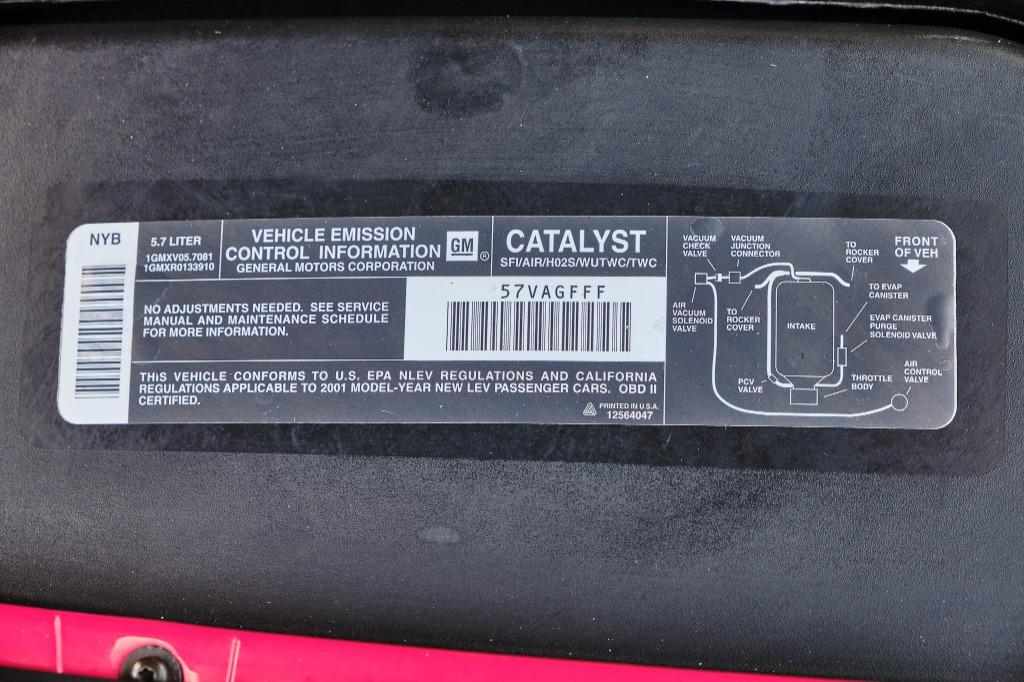 NYB
5.7 LITER
1GMXV05.7081
1GMXR0133910
VEHICLE EMISSION
CONTROL INFORMATION
GENERAL MOTORS CORPORATION
GM ®
CATALYST
SFI/AIR/H02S/WUTWC/TWC
NO ADJUSTMENTS NEEDED. SEE SERVICE
MANUAL AND MAINTENANCE SCHEDULE
FOR MORE INFORMATION.
57VAGFFF
THIS VEHICLE CONFORMS TO U.S. EPA NLEV REGULATIONS AND CALIFORNIA
REGULATIONS APPLICABLE TO 2001 MODEL-YEAR NEW LEV PASSENGER CARS. OBD II
CERTIFIED.
PRINTED IN U.S.A.
12564047
VACUUM
CHECK
VALVE
VACUUM
JUNCTION
CONNECTOR
TO
ROCKER
COVER
FRONT
OF VEH
AIR
VACUUM
SOLENOID
VALVE
TO
ROCKER
COVER
INTAKE
TO EVAP
CANISTER
EVAP CANISTER
PURGE
SOLENOID VALVE
PCV
VALVE
THROTTLE
BODY
AIR
CONTROL
VALVE